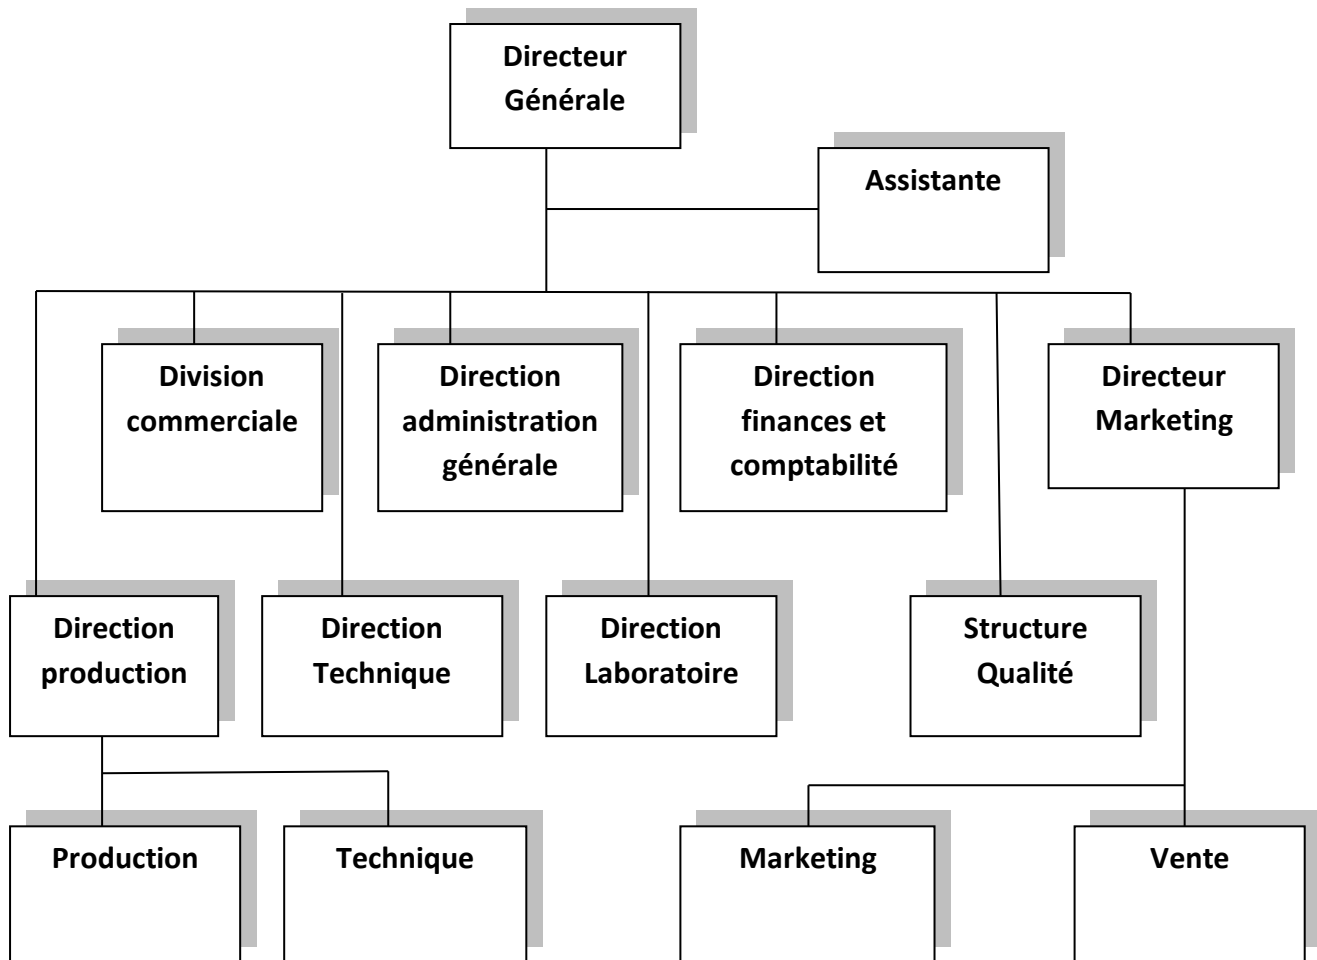 Directeur
Générale
Assistante
Division
commerciale
Direction
administration
générale
Direction
finances et
comptabilité
Directeur
Marketing
Direction
production
Direction
Technique
Direction
Laboratoire
Structure
Qualité
Production
Technique
Marketing
Vente